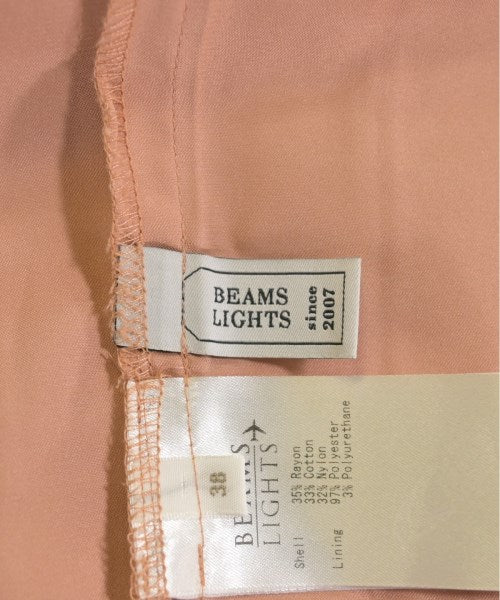 BEAMS
LIGHTS
since
2007
38
BEAMS
LIGHTS
Shell
35% Rayon
33% Cotton
32% Nylon
Lining
97% Polyester
3% Polyurethane